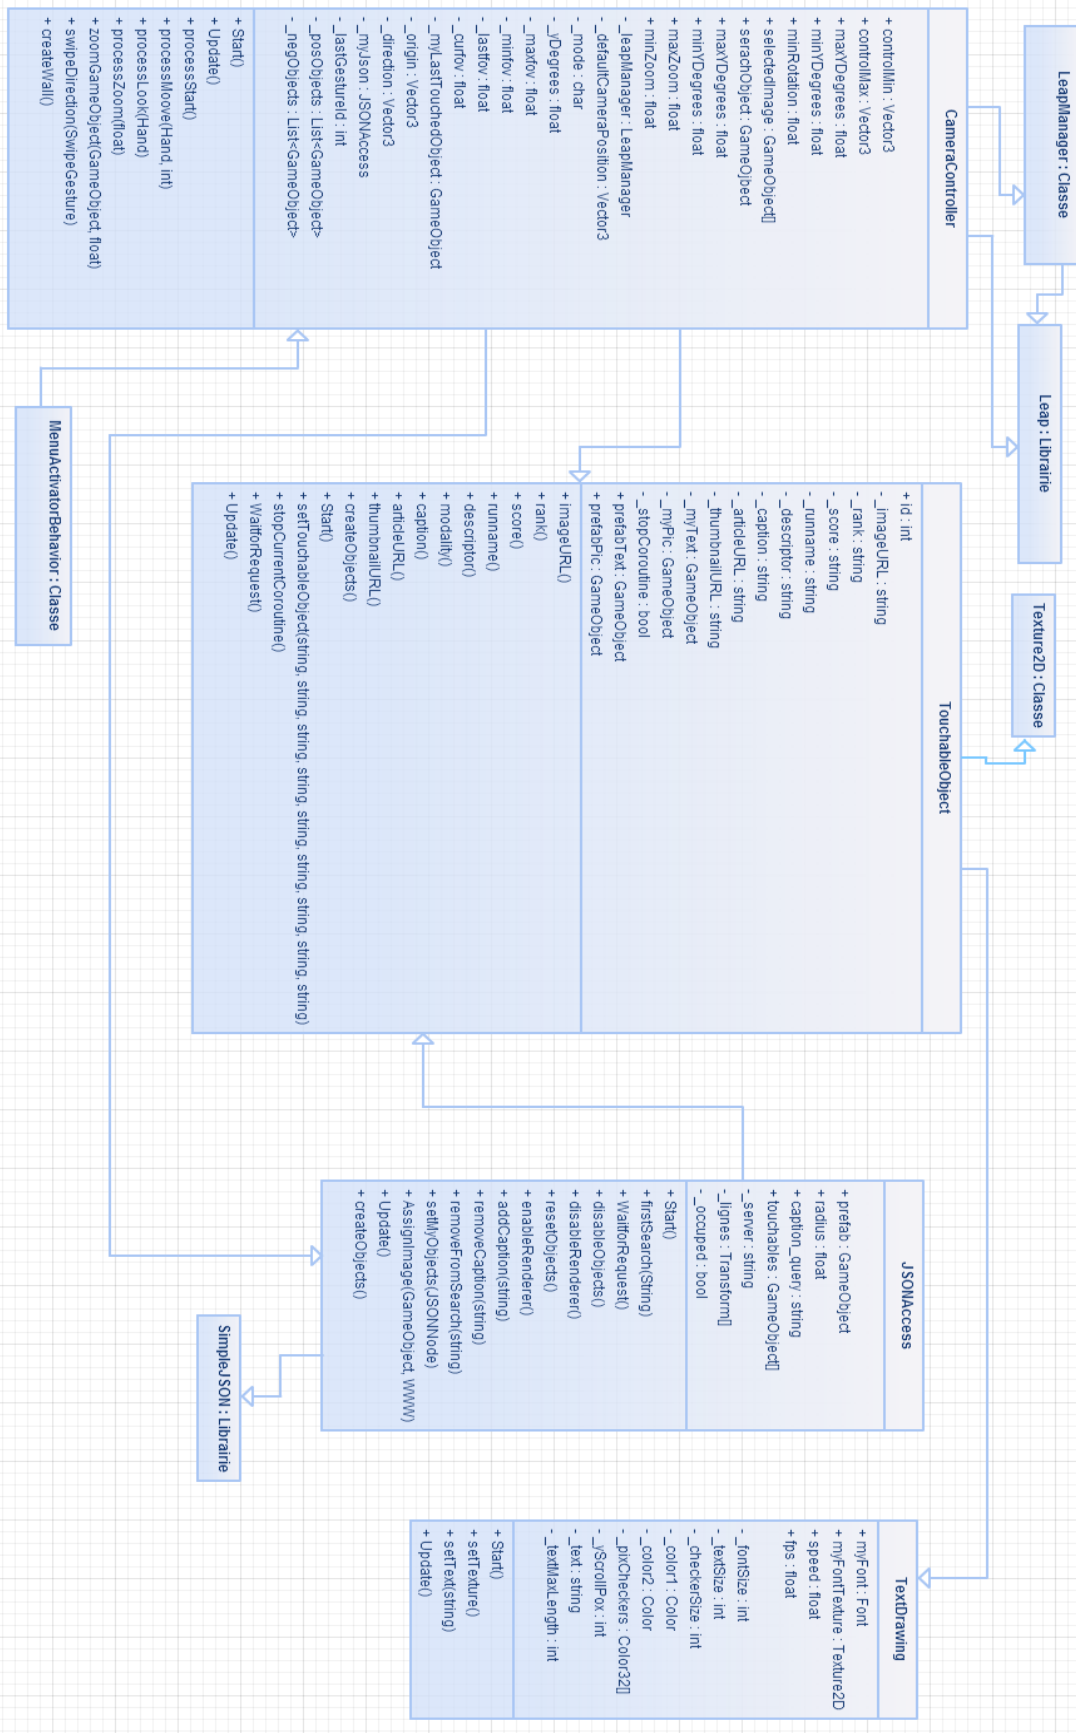 LeapManager : Classe
Leap : Librairie
Texture2D : Classe
CameraController
+ controlMin : Vector3
+ controlMax : Vector3
+ maxYDegrees : float
+ minYDegrees : float
+ minRotation : float
+ selectedImage : GameObject[]
+ serachObject : GameOjbect
+ maxYDegrees : float
+ minYDegrees : float
+ maxZoom : float
+ minZoom : float
- _leapManager : LeapManager
- _defaultCameraPosition : Vector3
- _mode : char
- _yDegrees : float
- _maxfov : float
- _minfov : float
- _lastfov : float
- _curfov : float
- _myLastTouchedObject : GameObject
- _origin : Vector3
- _direction : Vector3
- _myJson : JSONAccess
- _lastGestureId : int
- _posObjects : List<GameObject>
- _negObjects : List<GameObject>
+ Start()
+ Update()
+ processStart()
+ processMoove(Hand, int)
+ processLook(Hand)
+ processZoom(float)
+ zoomGameObject(GameObject, float)
+ swipeDirection(SwipeGesture)
+ createWall()
MenuActivatorBehavior : Classe
TouchableObject
+ id : int
- _imageURL : string
- _rank : string
- _score : string
- _runname : string
- _descriptor : string
- _caption : string
- _articleURL : string
- _thumbnailURL : string
- _myText : GameObject
- _myPic : GameObject
- _stopCoroutine : bool
+ prefabText : GameObject
+ prefabPic : GameObject
+ imageURL()
+ rank()
+ score()
+ runname()
+ descriptor()
+ modality()
+ caption()
+ articleURL()
+ thumbnailURL()
+ createObjects()
+ Start()
+ setTouchableObject(string, string, string, string, string, string, string, string, string)
+ stopCurrentCoroutine()
+ WaitforRequest()
+ Update()
JSONAccess
+ prefab : GameObject
+ radius : float
+ caption_query : string
+ touchables : GameObject[]
- _server : string
- _lignes : Transform[]
- _occuped : bool
+ Start()
+ firstSearch(String)
+ WaitforRequest()
+ disableObjects()
+ disableRenderer()
+ resetObjects()
+ enableRenderer()
+ addCaption(string)
+ removeCaption(string)
+ removeFromSearch(string)
+ setMyObjects(JSONNode)
+ AssignImage(GameObject, WWW)
+ Update()
+ createObjects()
SimpleJSON : Librairie
TextDrawing
+ myFont : Font
+ myFontTexture : Texture2D
+ speed : float
+ fps : float
- _fontSize : int
- _textSize : int
- _checkerSize : int
- _color1 : Color
- _color2 : Color
- _pixCheckers : Color32[]
- _yScrollPox : int
- _text : string
- _textMaxLength : int
+ Start()
+ setTexture()
+ setText(string)
+ Update()